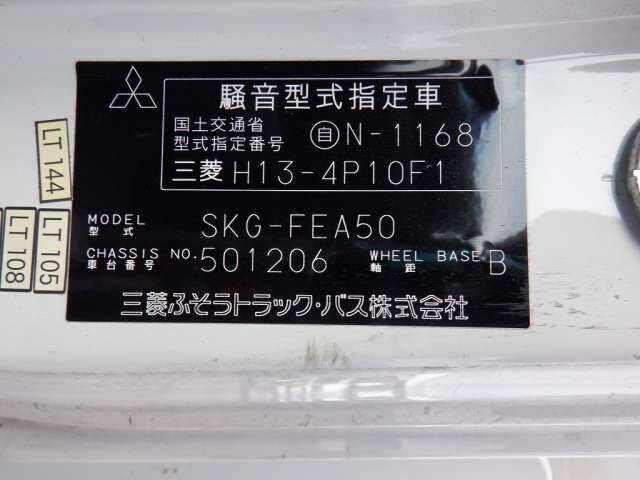 騒音型式指定車
国土交通省
型式指定番号 自N-1168
三菱 H13-4P10F1
MODEL
型式 SKG-FEA50
CHASSIS NO.
車台番号 501206 WHEEL BASE
軸距 B
三菱ふそうトラック・バス株式会社
LT 144
LT 105
LT 108